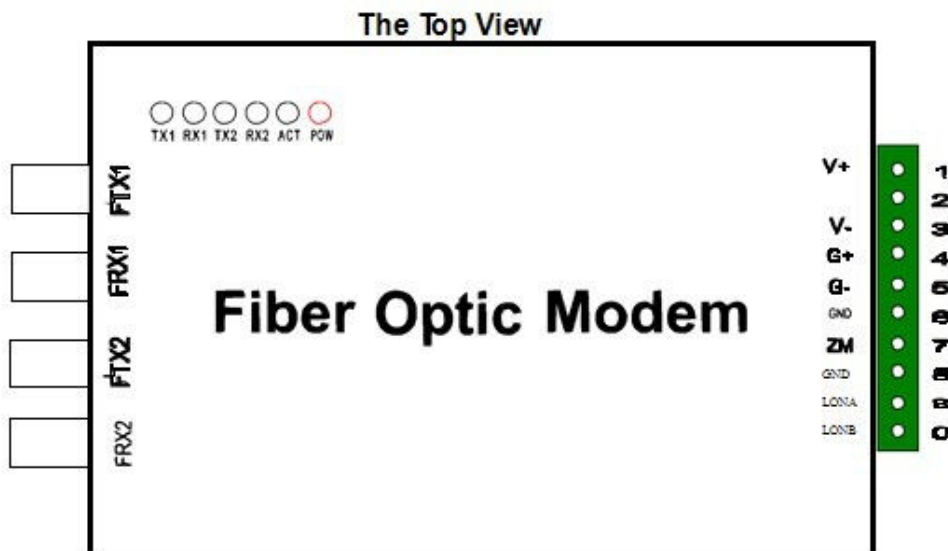 The Top View
TX1 RX1 TX2 RX2 ACT POW
FTX1
FRX1
FTX2
FRX2
Fiber Optic Modem
V+ 1
2
V- 3
G+ 4
G- 5
GND 6
ZM 7
GND 8
LONA 9
LONB 0